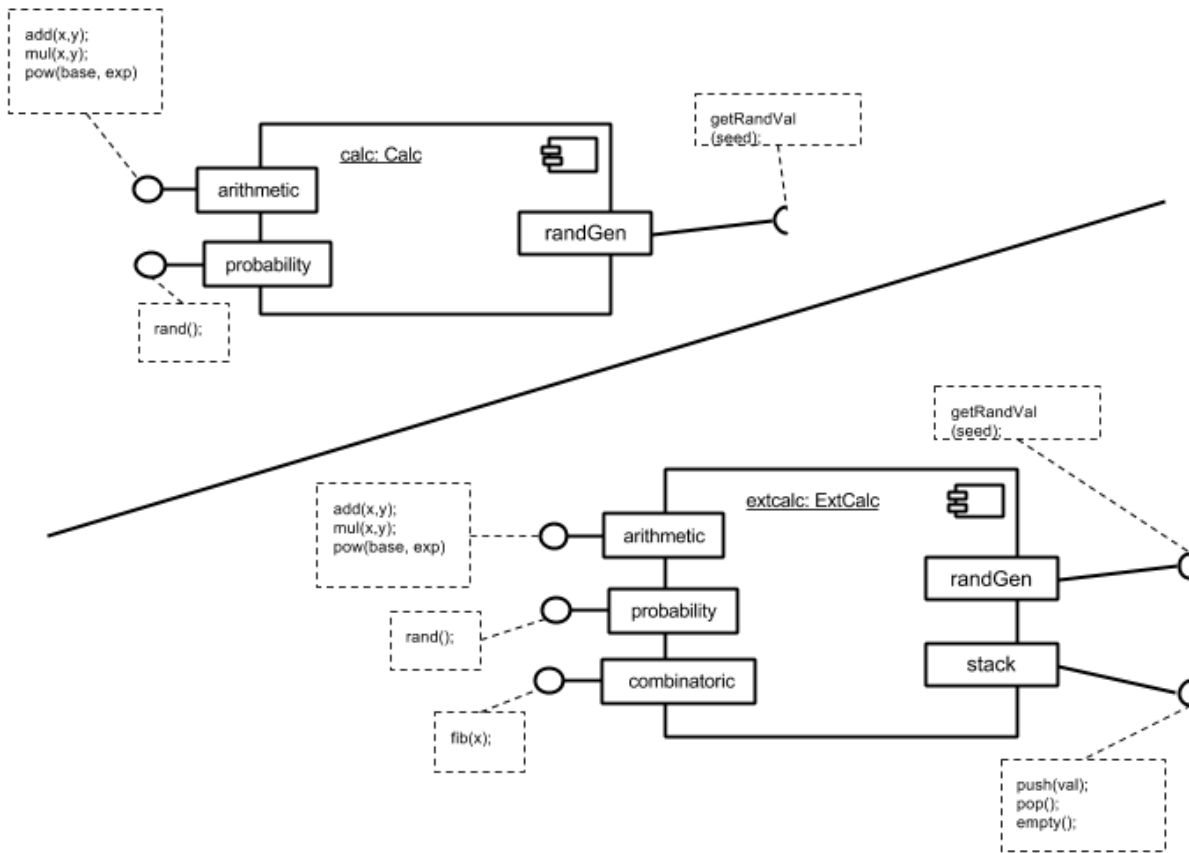 add(x,y);
mul(x,y);
pow(base, exp)
calc: Calc
getRandVal
(seed);
arithmetic
randGen
probability
rand();
getRandVal
(seed);
add(x,y);
mul(x,y);
pow(base, exp)
extcalc: ExtCalc
arithmetic
randGen
probability
rand();
stack
combinatoric
fib(x);
push(val);
pop();
empty();